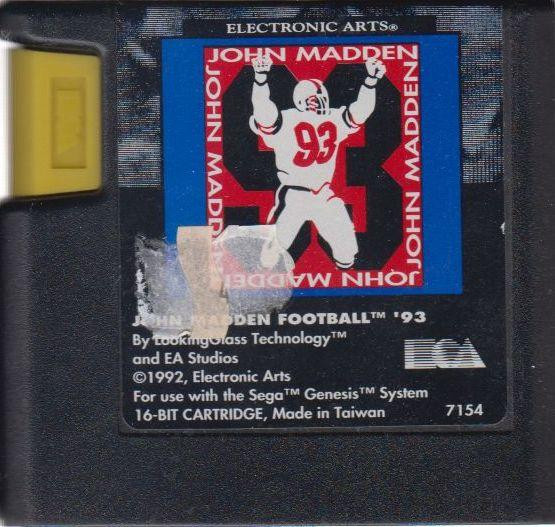 ELECTRONIC ARTS®
JOHN MADDEN
JOHN MADDEN
JOHN MADDEN
93
93
JOHN MADDEN
JOHN MADDEN FOOTBALL™ '93
By LookingGlass Technology™
and EA Studios
©1992, Electronic Arts
For use with the Sega™ Genesis™ System
16-BIT CARTRIDGE, Made in Taiwan
7154
EA